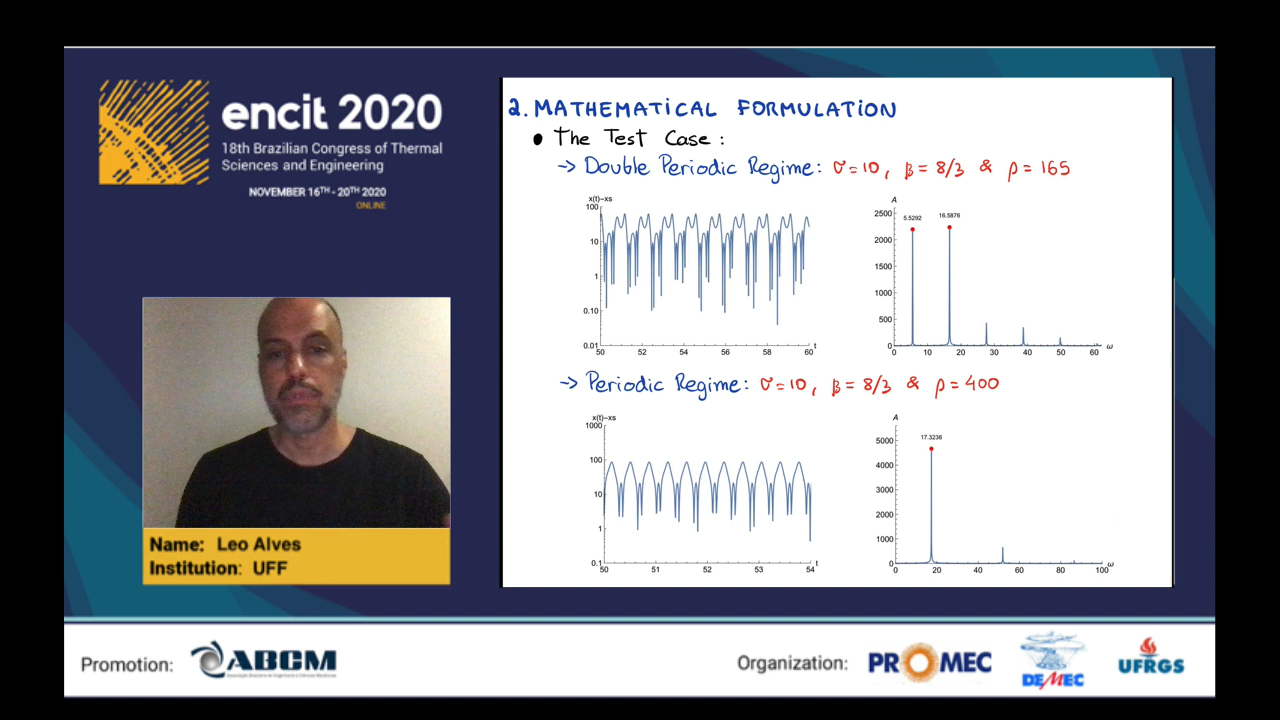 encit 2020
18th Brazilian Congress of Thermal
Sciences and Engineering
NOVEMBER 16TH - 20TH 2020
ONLINE
Name: Leo Alves
Institution: UFF
2. MATHEMATICAL FORMULATION
• The Test Case:
→ Double Periodic Regime: σ=10, β=8/3 & ρ=165
x(t)-xs
100
10
1
0.10
0.01
50 52 54 56 58 60 t
A
2500
2000
1500
1000
500
0
5.5292 16.5876
0 10 20 30 40 50 60 ω
→ Periodic Regime: σ=10, β=8/3 & ρ=400
x(t)-xs
1000
100
10
1
0.1
50 51 52 53 54 t
A
5000
4000
3000
2000
1000
0
17.3236
0 20 40 60 80 100 ω
Promotion: ABCM
Organization: PROMEC DEMEC UFRGS